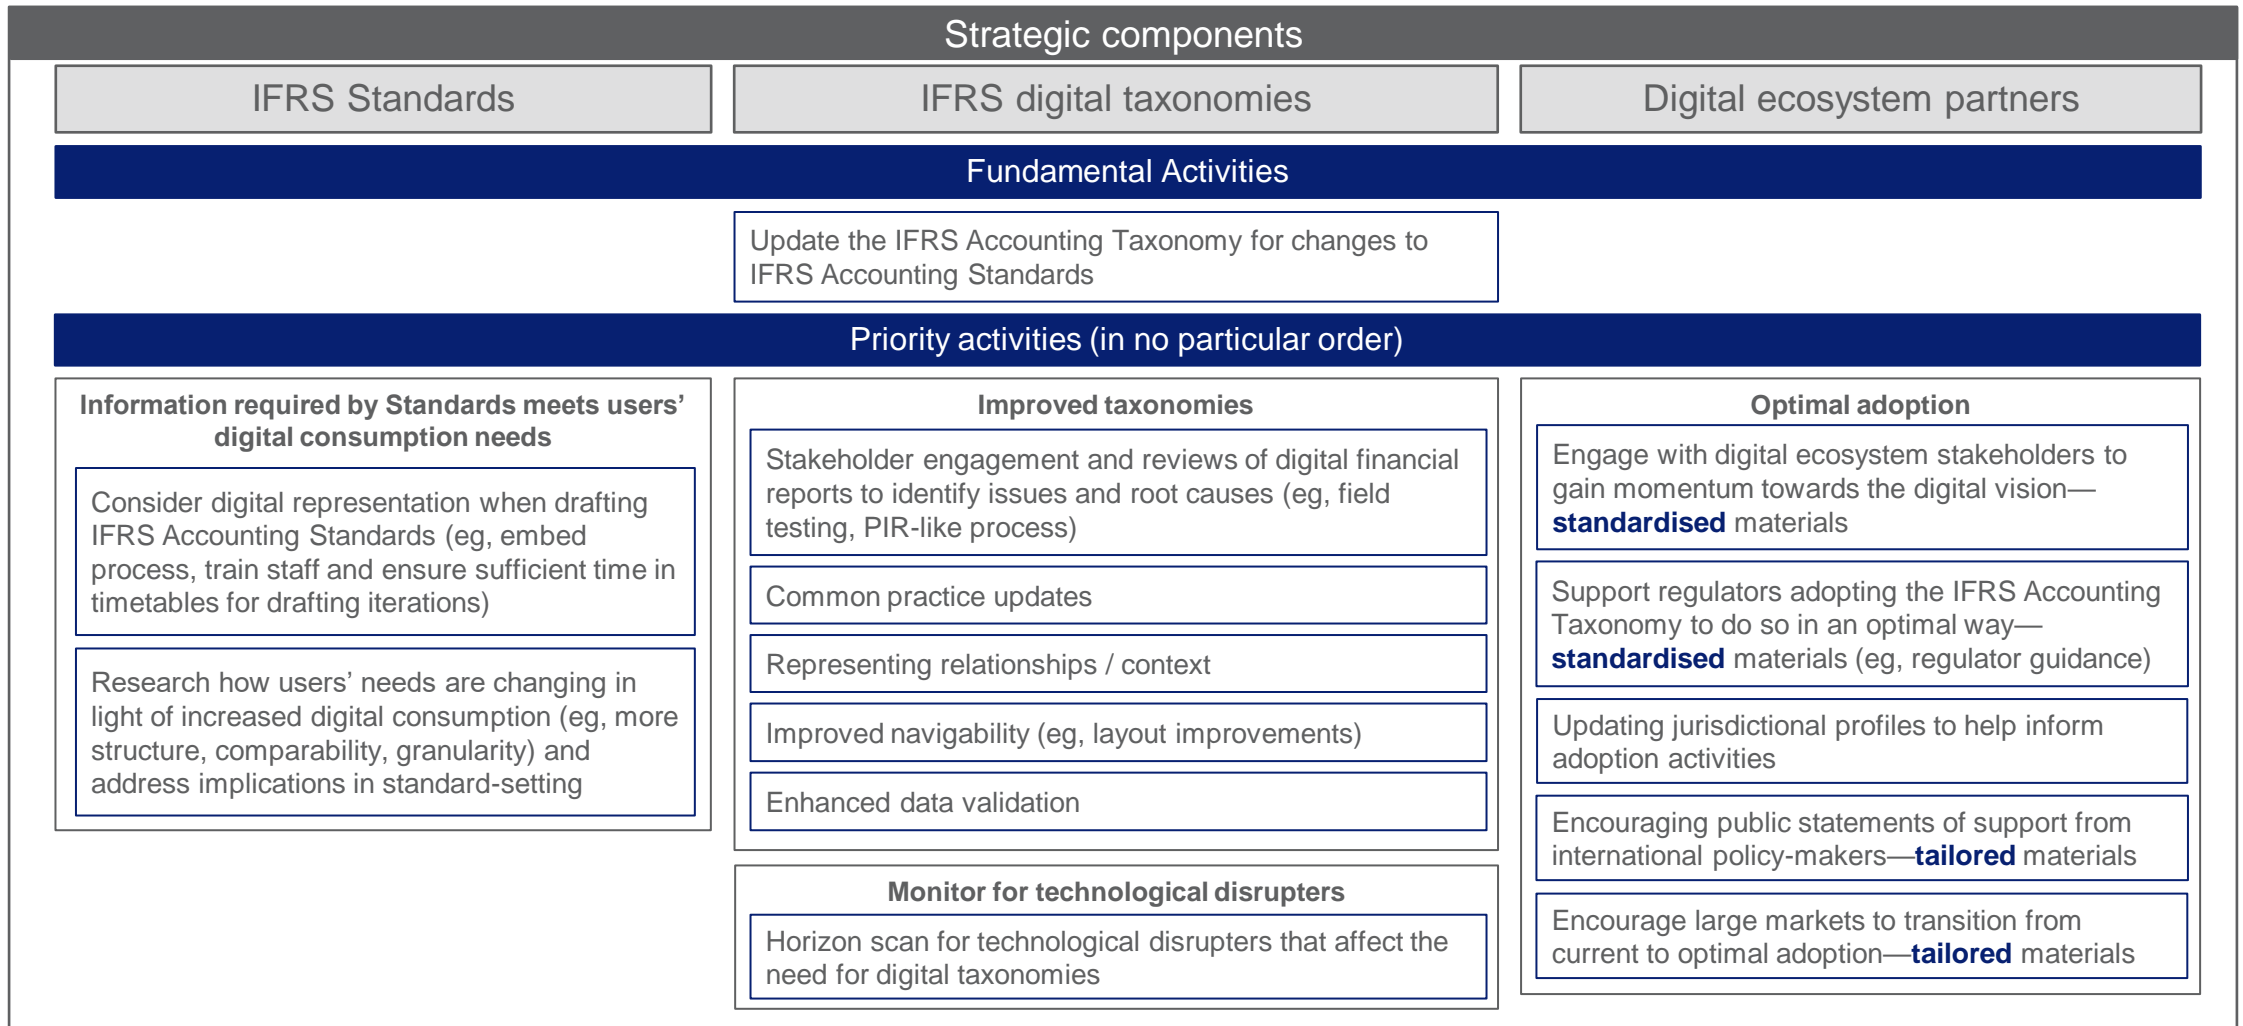 Strategic components
IFRS Standards
IFRS digital taxonomies
Digital ecosystem partners
Fundamental Activities
Update the IFRS Accounting Taxonomy for changes to
IFRS Accounting Standards
Priority activities (in no particular order)
Information required by Standards meets users’
digital consumption needs
Consider digital representation when drafting
IFRS Accounting Standards (eg, embed
process, train staff and ensure sufficient time in
timetables for drafting iterations)
Research how users’ needs are changing in
light of increased digital consumption (eg, more
structure, comparability, granularity) and
address implications in standard-setting
Improved taxonomies
Stakeholder engagement and reviews of digital financial
reports to identify issues and root causes (eg, field
testing, PIR-like process)
Common practice updates
Representing relationships / context
Improved navigability (eg, layout improvements)
Enhanced data validation
Monitor for technological disrupters
Horizon scan for technological disrupters that affect the
need for digital taxonomies
Optimal adoption
Engage with digital ecosystem stakeholders to
gain momentum towards the digital vision—
standardised materials
Support regulators adopting the IFRS Accounting
Taxonomy to do so in an optimal way—
standardised materials (eg, regulator guidance)
Updating jurisdictional profiles to help inform
adoption activities
Encouraging public statements of support from
international policy-makers—tailored materials
Encourage large markets to transition from
current to optimal adoption—tailored materials